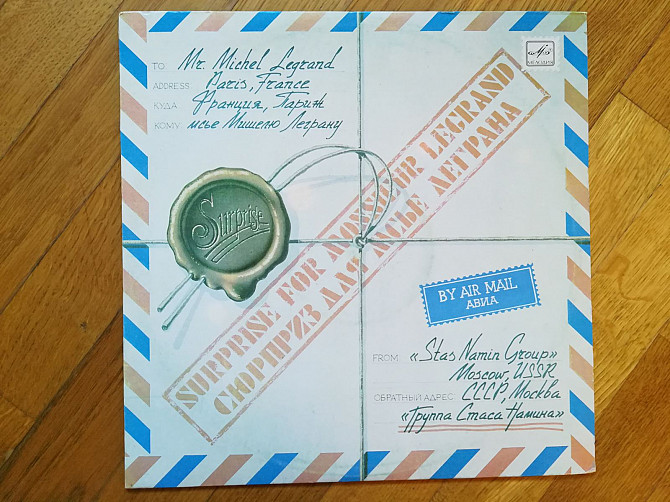 TO Mr. Michel Legrand
ADDRESS Paris, France
КУДА Франция, Париж
КОМУ мсье Мишелю Леграну
МЕЛОДИЯ
Surprise
SURPRISE FOR MONSIEUR LEGRAND
СЮРПРИЗ ДЛЯ МСЬЕ ЛЕГРАНА
BY AIR MAIL
АВИА
FROM «Stas Namin Group»
Moscow, USSR
ОБРАТНЫЙ АДРЕС СССР, Москва
«Группа Стаса Намина»